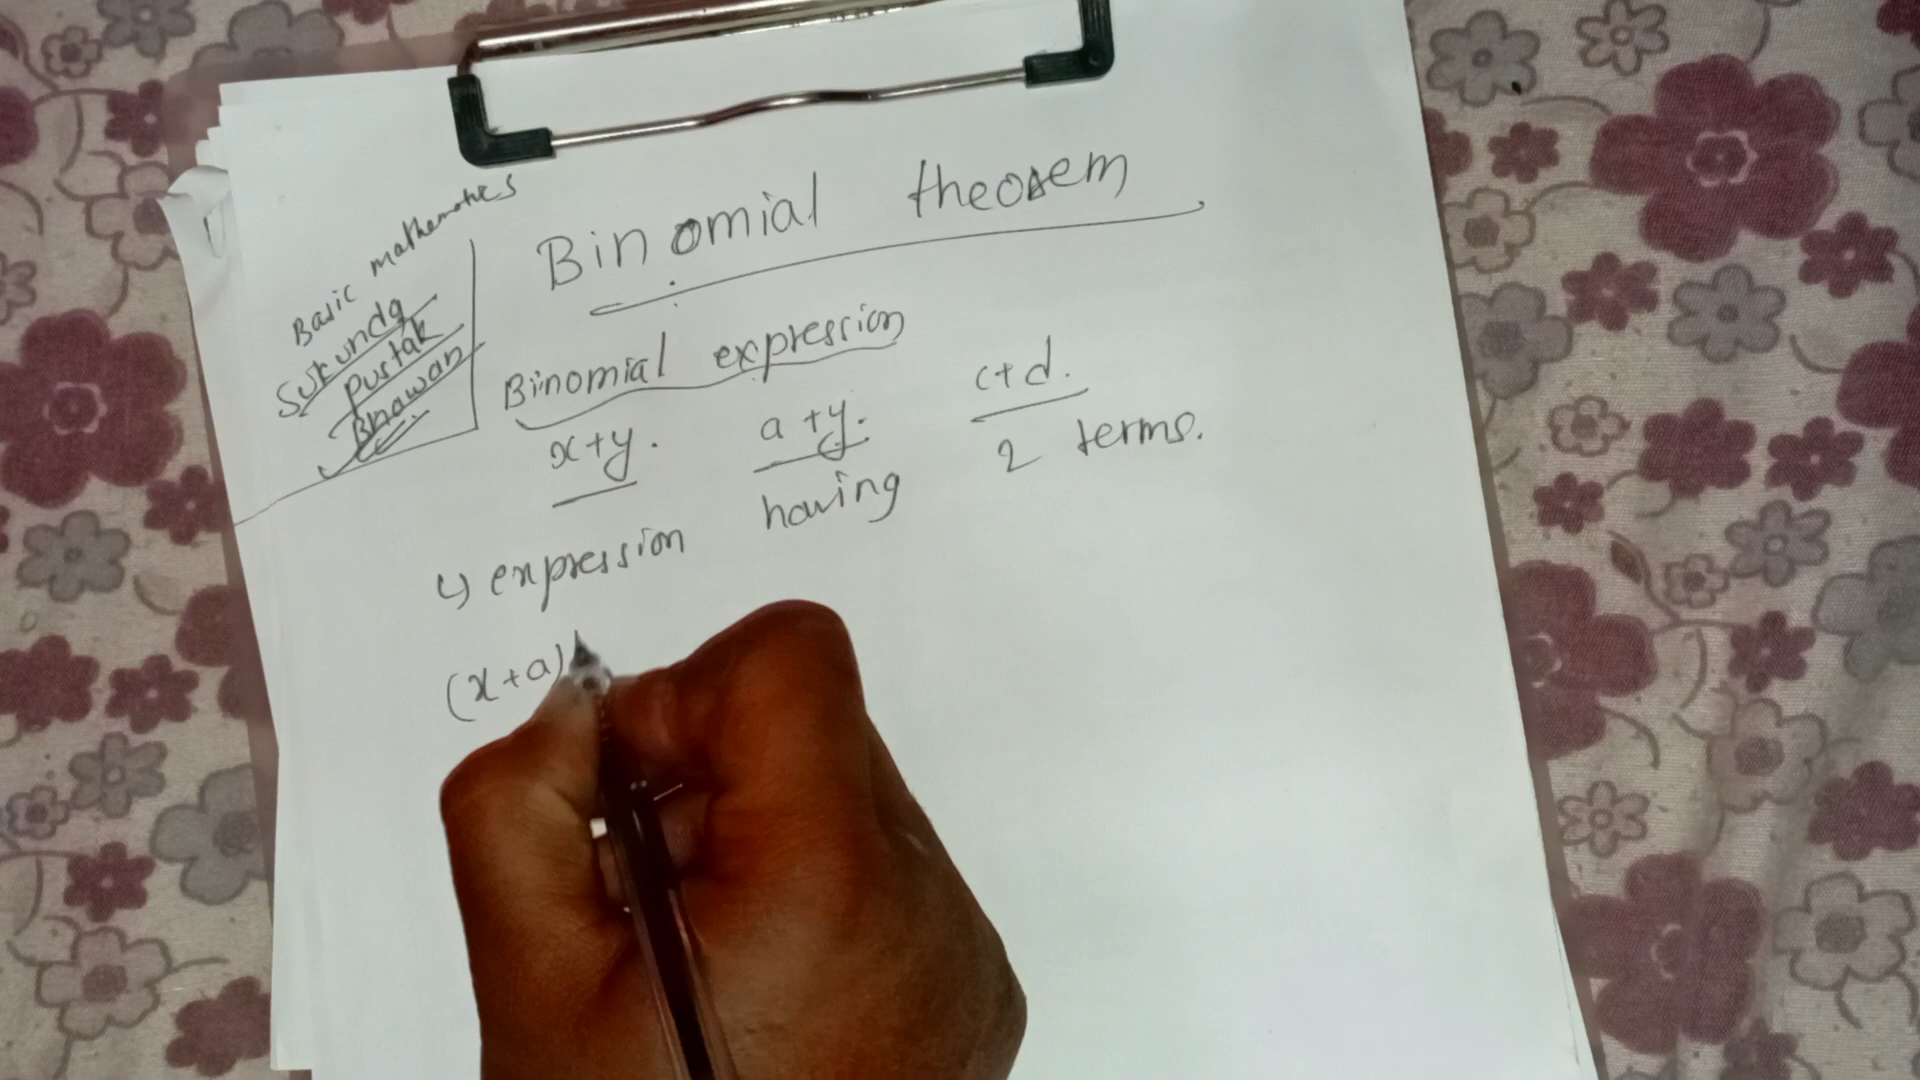 Binomial theorem
Basic mathematics
Sukunda
Pustak
Bhawan
Binomial expression
x+y. a+y. c+d.
↳ expression having 2 terms.
(x+a)